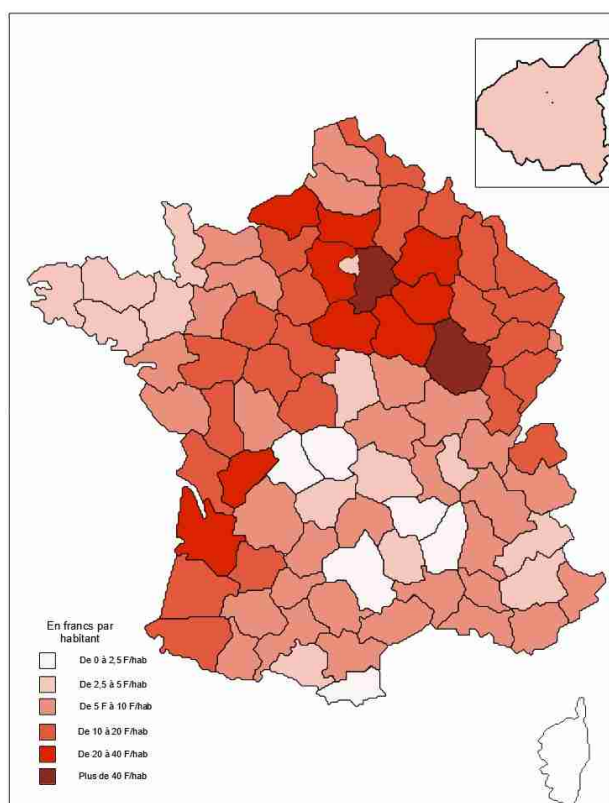 En francs par
habitant
De 0 à 2,5 F/hab
De 2,5 à 5 F/hab
De 5 F à 10 F/hab
De 10 à 20 F/hab
De 20 à 40 F/hab
Plus de 40 F/hab